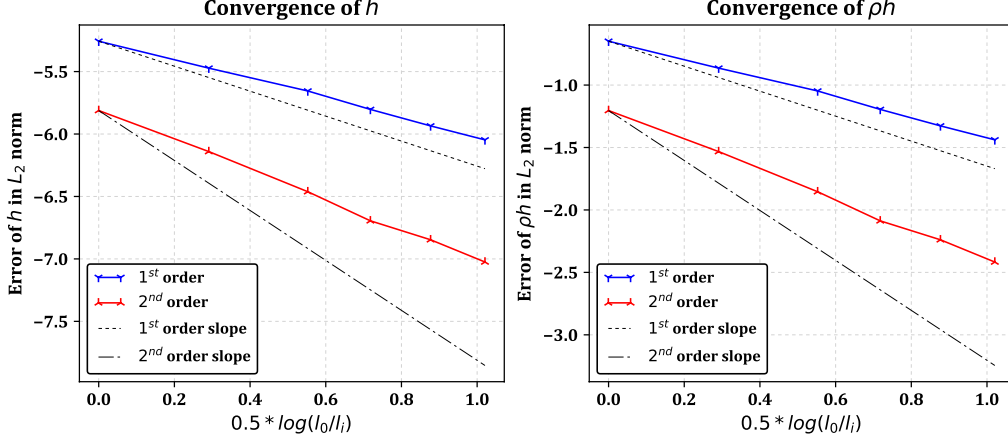 Convergence of h
Error of h in L₂ norm
−5.5
−6.0
−6.5
−7.0
−7.5
0.0 0.2 0.4 0.6 0.8 1.0
0.5 * log(l₀/lᵢ)
1ˢᵗ order
2ⁿᵈ order
1ˢᵗ order slope
2ⁿᵈ order slope
Convergence of ρh
Error of ρh in L₂ norm
−1.0
−1.5
−2.0
−2.5
−3.0
0.0 0.2 0.4 0.6 0.8 1.0
0.5 * log(l₀/lᵢ)
1ˢᵗ order
2ⁿᵈ order
1ˢᵗ order slope
2ⁿᵈ order slope